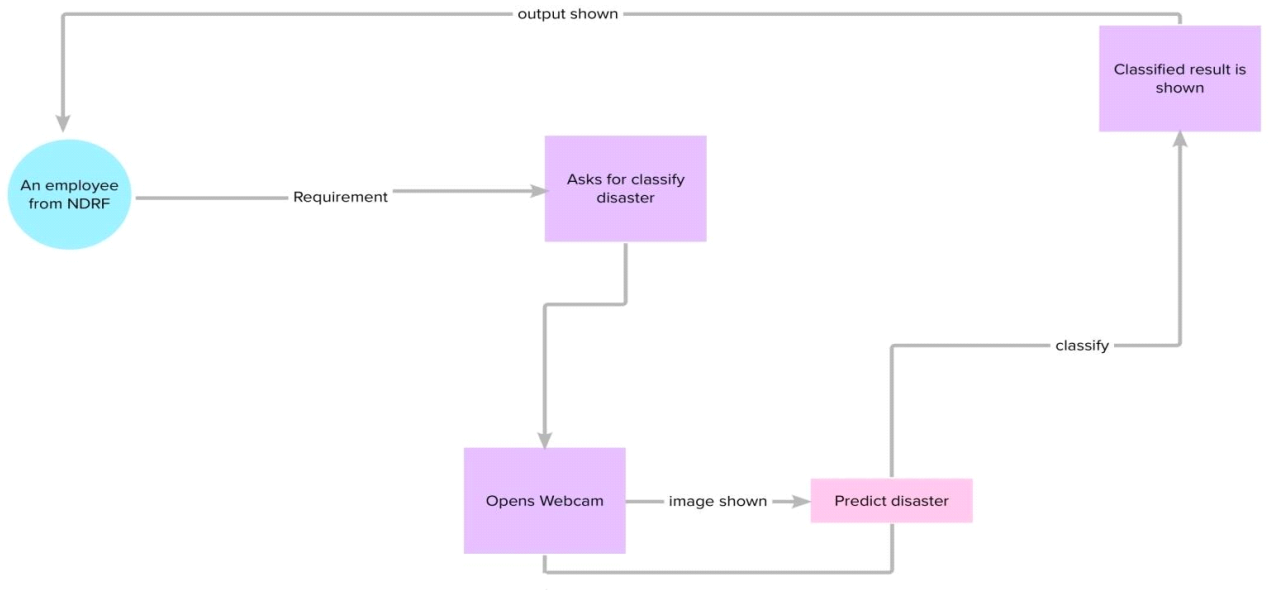 output shown
Classified result is
shown
An employee
from NDRF
Requirement
Asks for classify
disaster
classify
Opens Webcam
image shown
Predict disaster